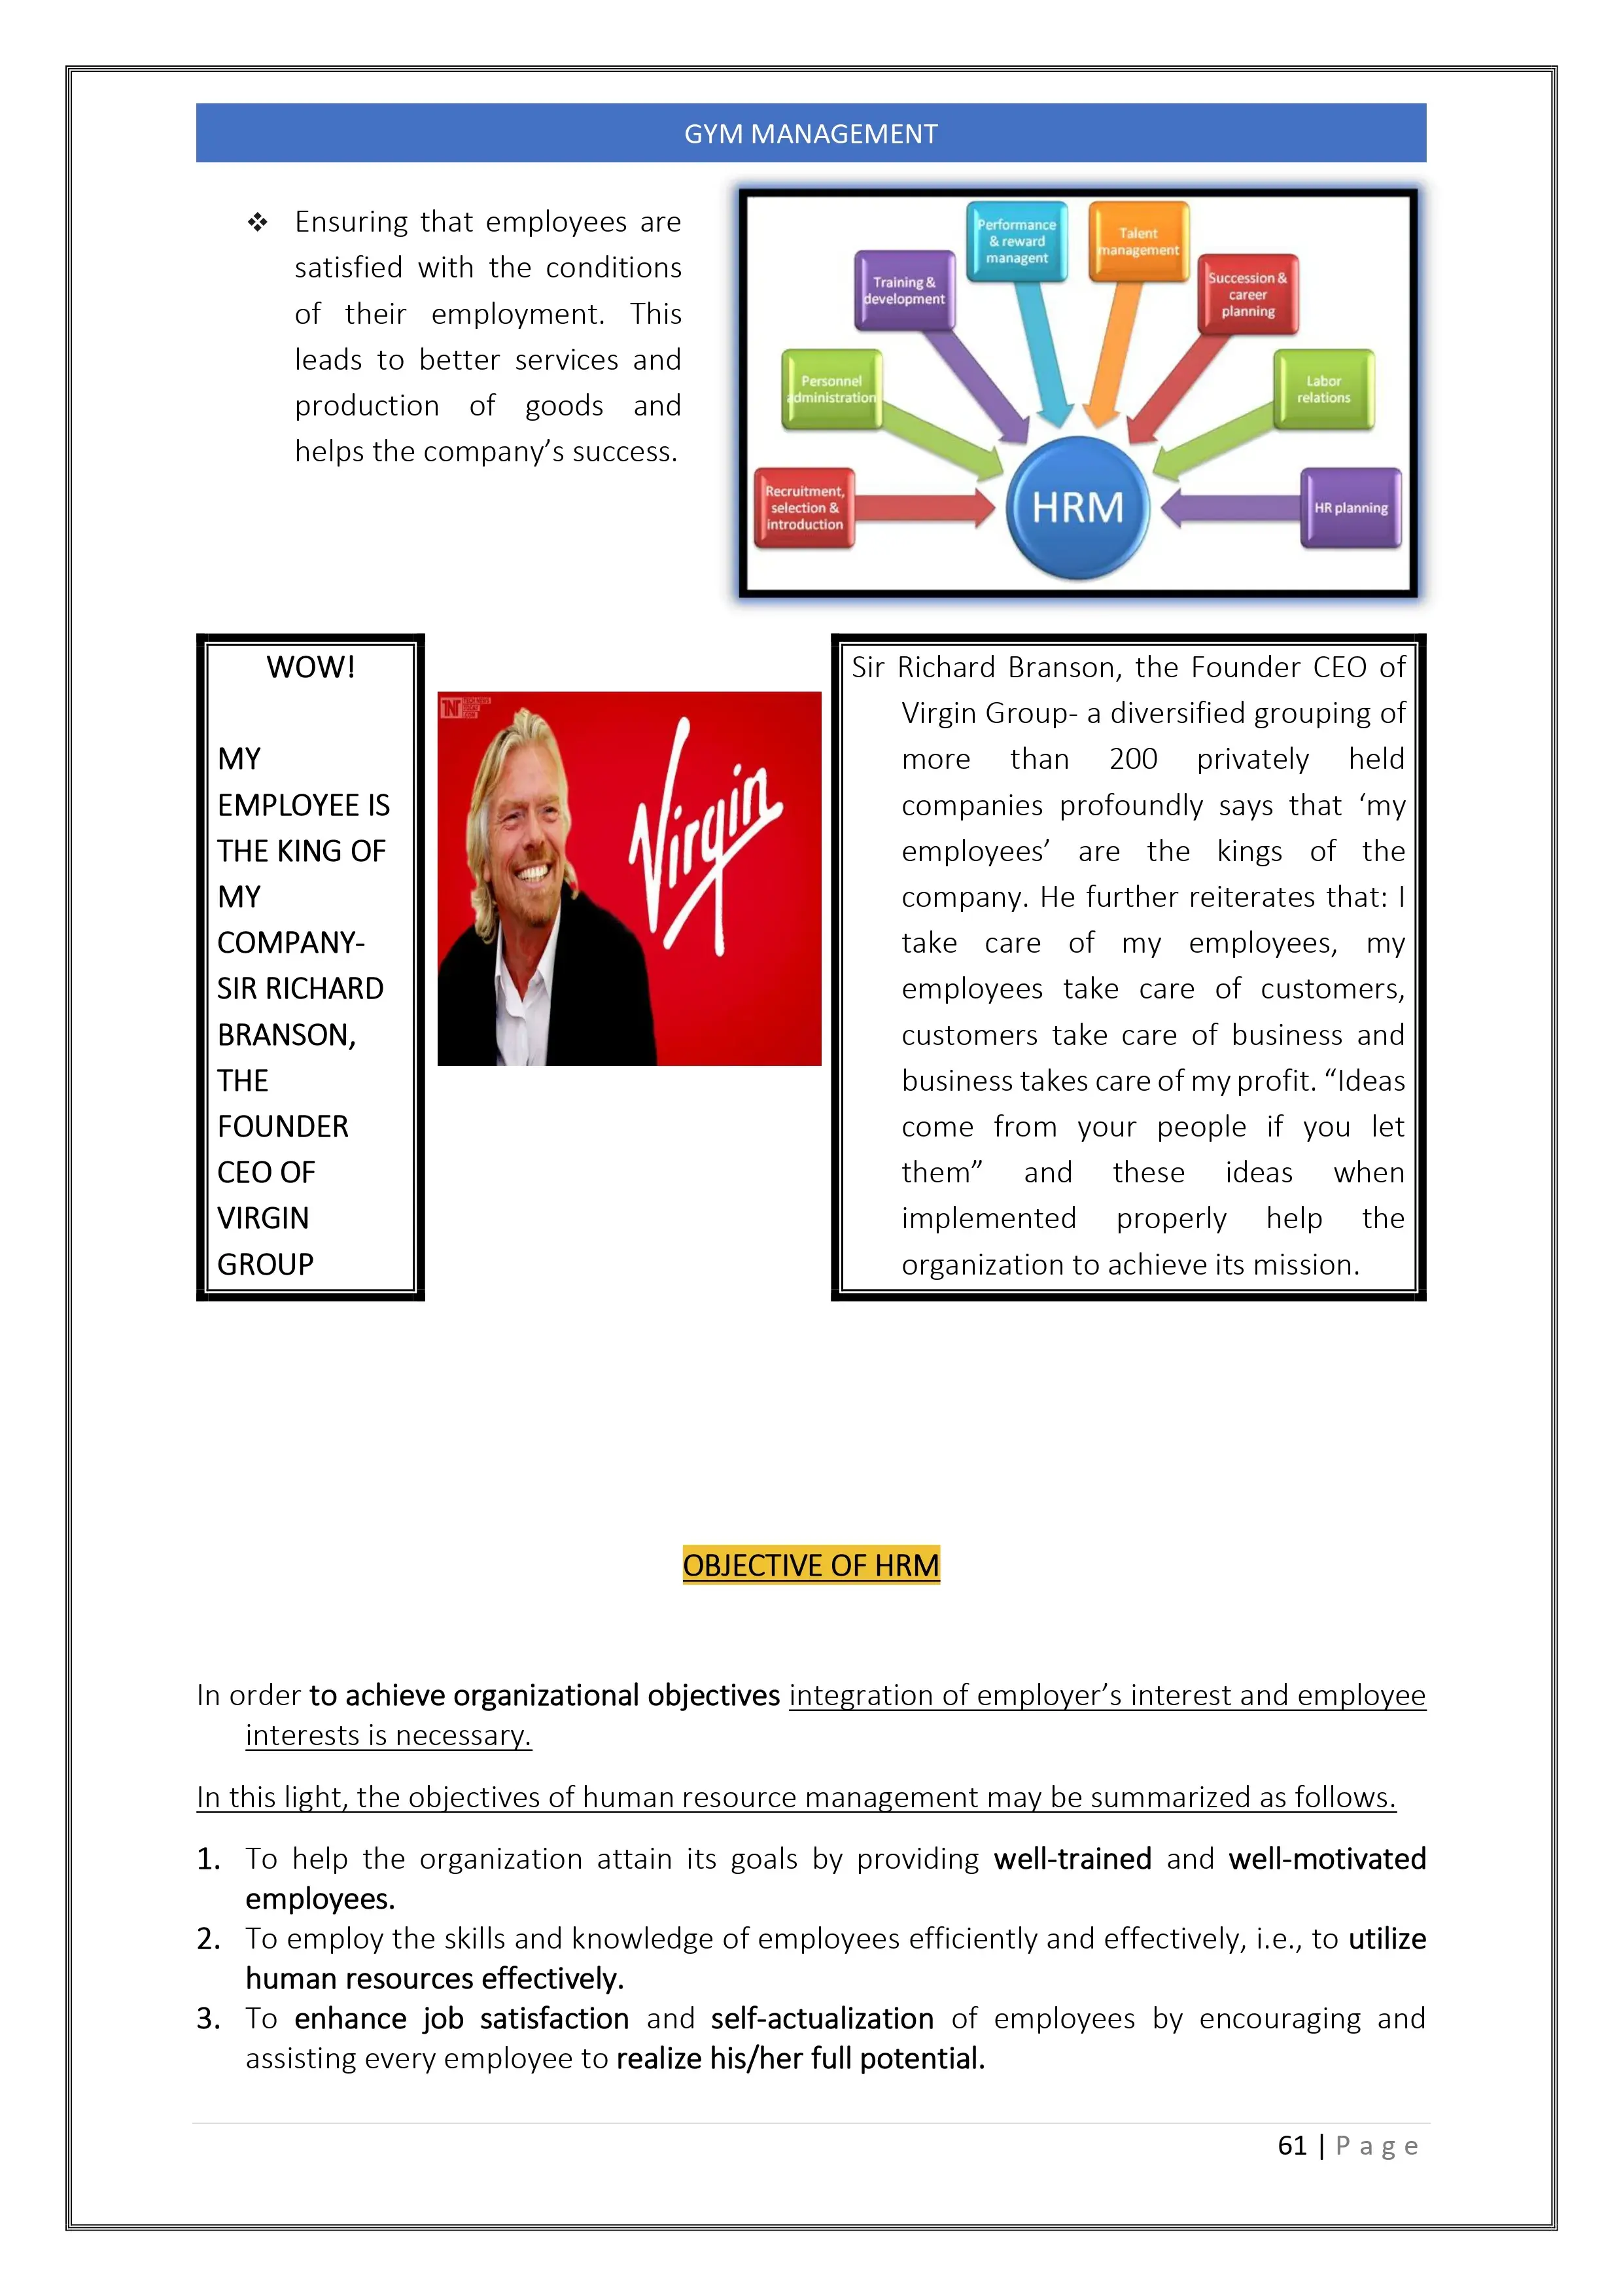 GYM MANAGEMENT
❖ Ensuring that employees are
satisfied with the conditions
of their employment. This
leads to better services and
production of goods and
helps the company’s success.
Performance
& reward
managent
Talent
management
Training &
development
Succession &
career
planning
Personnel
administration
Labor
relations
Recruitment,
selection &
introduction
HRM
HR planning
WOW!
MY
EMPLOYEE IS
THE KING OF
MY
COMPANY-
SIR RICHARD
BRANSON,
THE
FOUNDER
CEO OF
VIRGIN
GROUP
Virgin
Sir Richard Branson, the Founder CEO of
Virgin Group- a diversified grouping of
more than 200 privately held
companies profoundly says that ‘my
employees’ are the kings of the
company. He further reiterates that: I
take care of my employees, my
employees take care of customers,
customers take care of business and
business takes care of my profit. “Ideas
come from your people if you let
them” and these ideas when
implemented properly help the
organization to achieve its mission.
OBJECTIVE OF HRM
In order to achieve organizational objectives integration of employer’s interest and employee
interests is necessary.
In this light, the objectives of human resource management may be summarized as follows.
1. To help the organization attain its goals by providing well-trained and well-motivated
employees.
2. To employ the skills and knowledge of employees efficiently and effectively, i.e., to utilize
human resources effectively.
3. To enhance job satisfaction and self-actualization of employees by encouraging and
assisting every employee to realize his/her full potential.
61 | Page